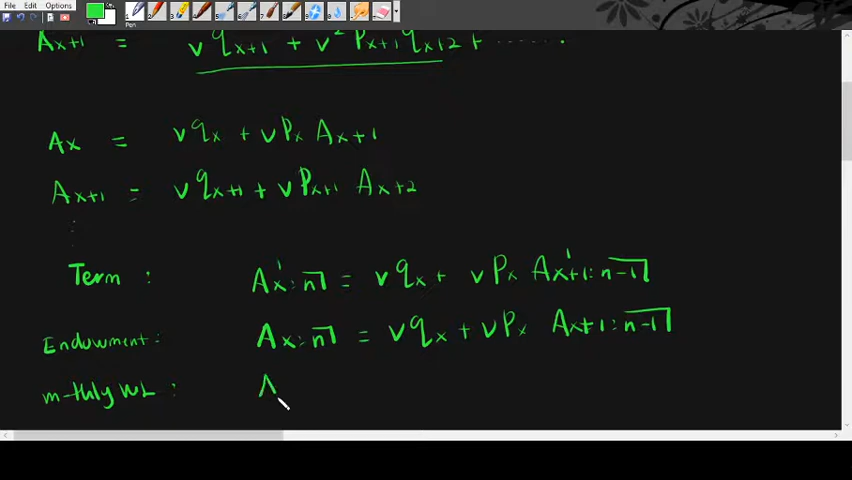 File Edit Options
Pen
Ax+1 = v qx+1 + v² Px+1 qx+2 + .......
Ax = v qx + v Px Ax+1
Ax+1 = v qx+1 + v Px+1 Ax+2
⋮
Term : A¹x:n̅| = v qx + v Px A¹x+1:n-1̅|
Endowment: Ax:n̅| = v qx + v Px Ax+1:n-1̅|
m-thly WL : A